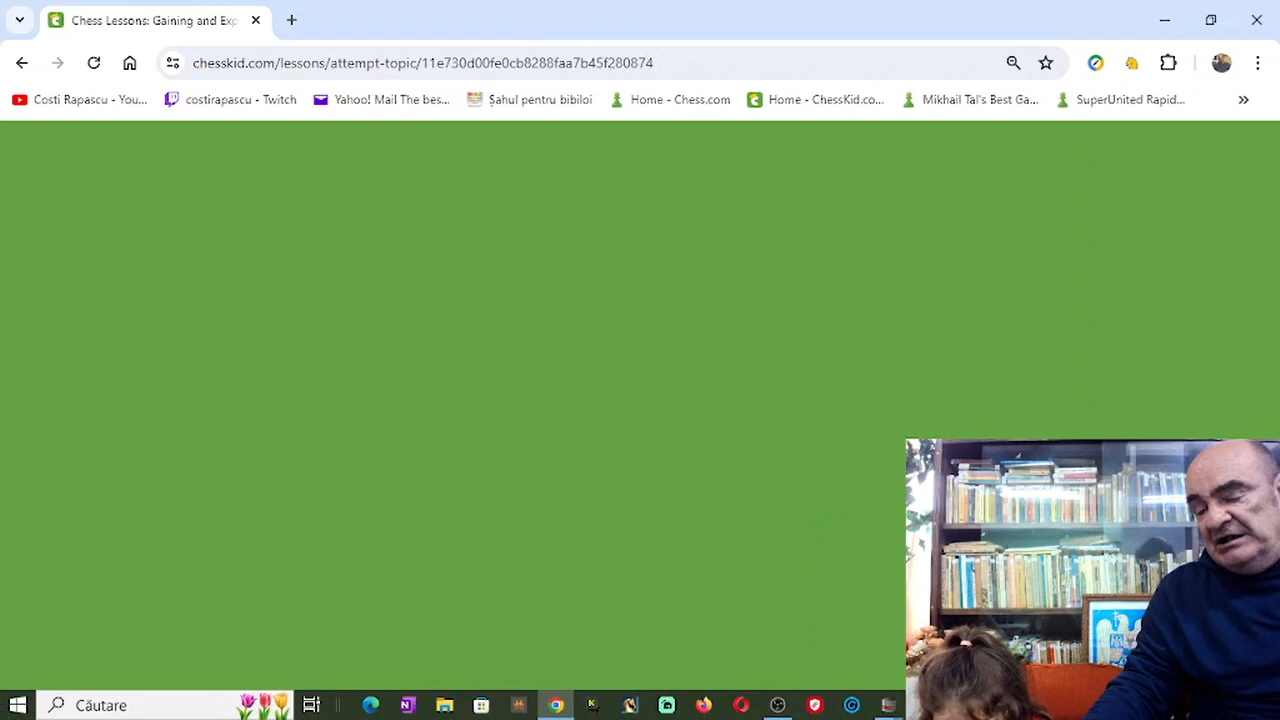 Chess Lessons: Gaining and Exp
chesskid.com/lessons/attempt-topic/11e730d00fe0cb8288faa7b45f280874
Costi Rapascu - You...
costirapascu - Twitch
Yahoo! Mail The bes...
Șahul pentru bibiloi
Home - Chess.com
Home - ChessKid.co...
Mikhail Tal's Best Ga...
SuperUnited Rapid...
Căutare